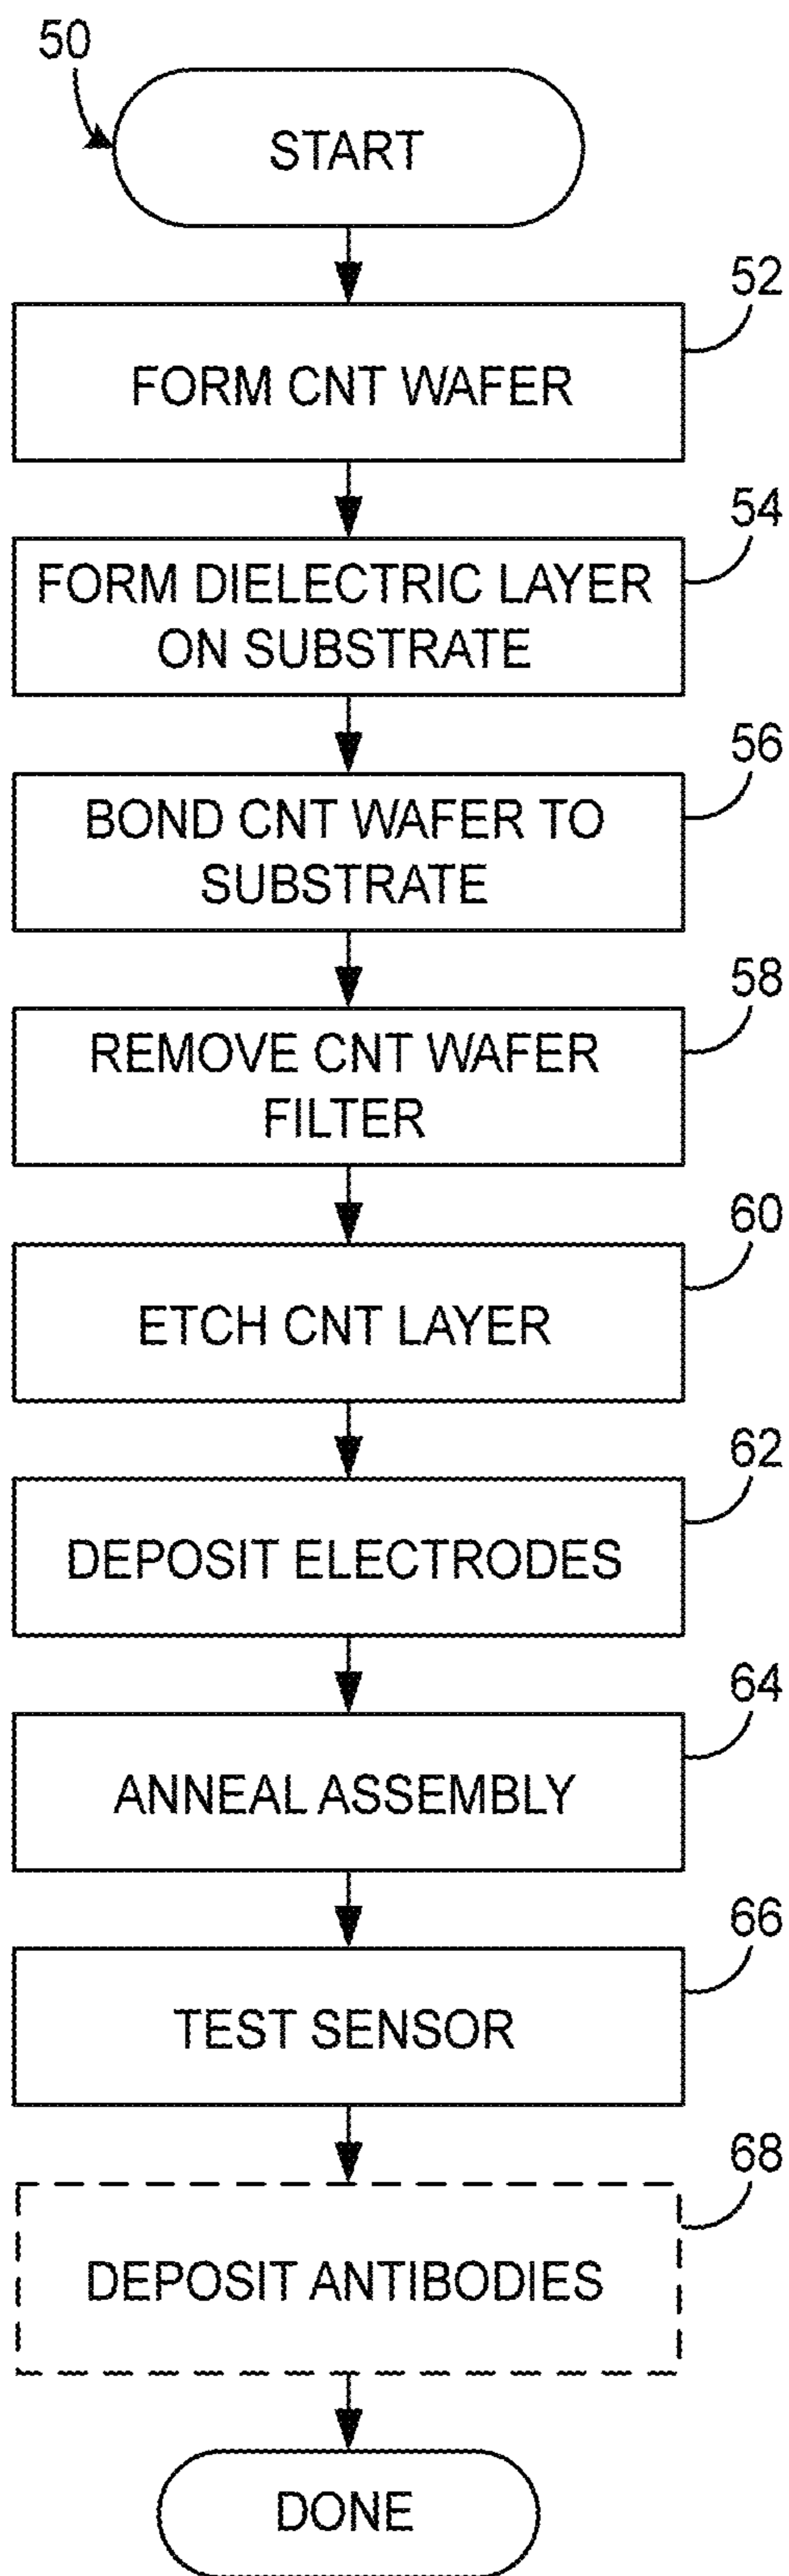 50
START
52
FORM CNT WAFER
54
FORM DIELECTRIC LAYER
ON SUBSTRATE
56
BOND CNT WAFER TO
SUBSTRATE
58
REMOVE CNT WAFER
FILTER
60
ETCH CNT LAYER
62
DEPOSIT ELECTRODES
64
ANNEAL ASSEMBLY
66
TEST SENSOR
68
DEPOSIT ANTIBODIES
DONE